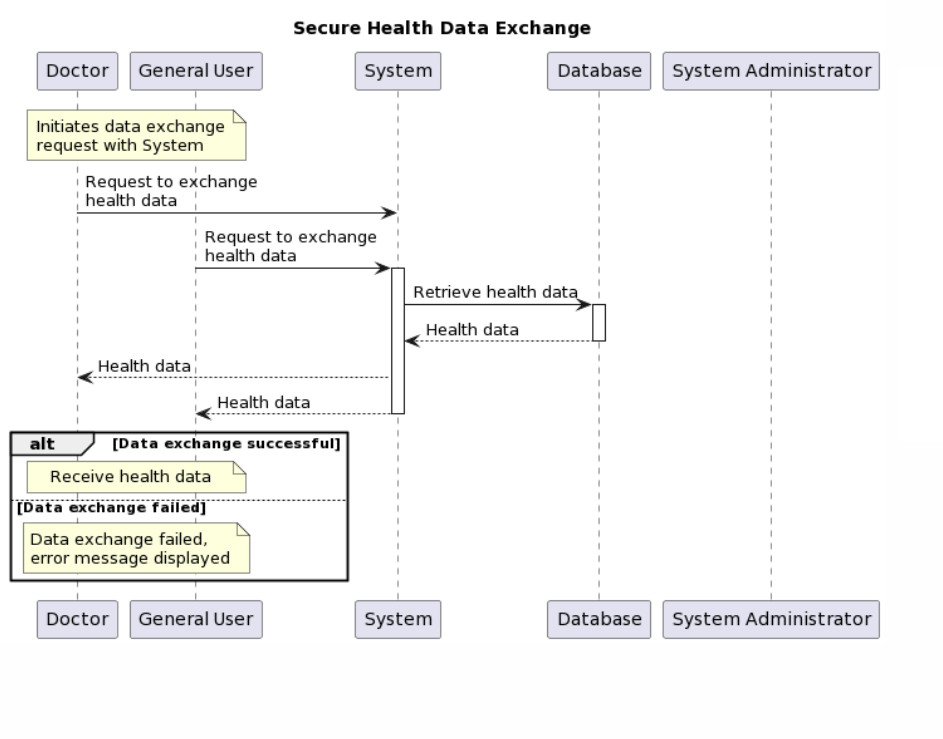 Secure Health Data Exchange
Doctor
General User
System
Database
System Administrator
Initiates data exchange
request with System
Request to exchange
health data
Request to exchange
health data
Retrieve health data
Health data
Health data
Health data
alt
[Data exchange successful]
Receive health data
[Data exchange failed]
Data exchange failed,
error message displayed
Doctor
General User
System
Database
System Administrator